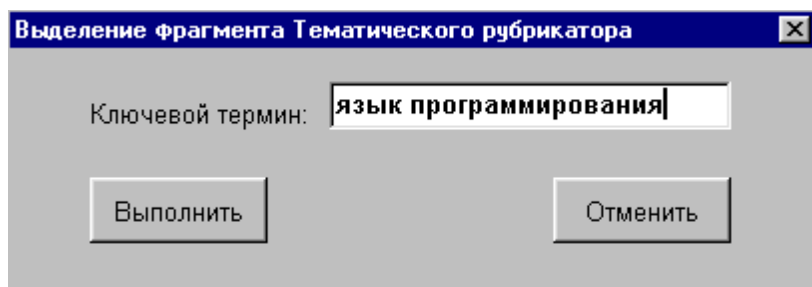 Выделение фрагмента Тематического рубрикатора
Ключевой термин: язык программирования
Выполнить Отменить